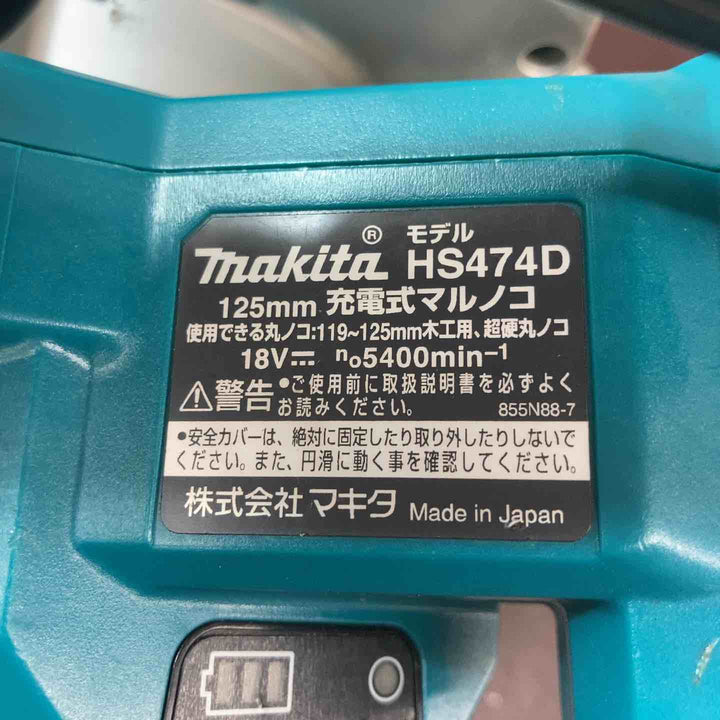 makita® モデル HS474D
125mm 充電式マルノコ
使用できる丸ノコ:119~125mm木工用、超硬丸ノコ
18V⎓ n₀5400min⁻¹
⚠警告 •ご使用前に取扱説明書を必ずよく
お読みください。 855N88-7
•安全カバーは、絶対に固定したり取り外したりしないで
ください。また、円滑に動く事を確認してください。
株式会社マキタ Made in Japan